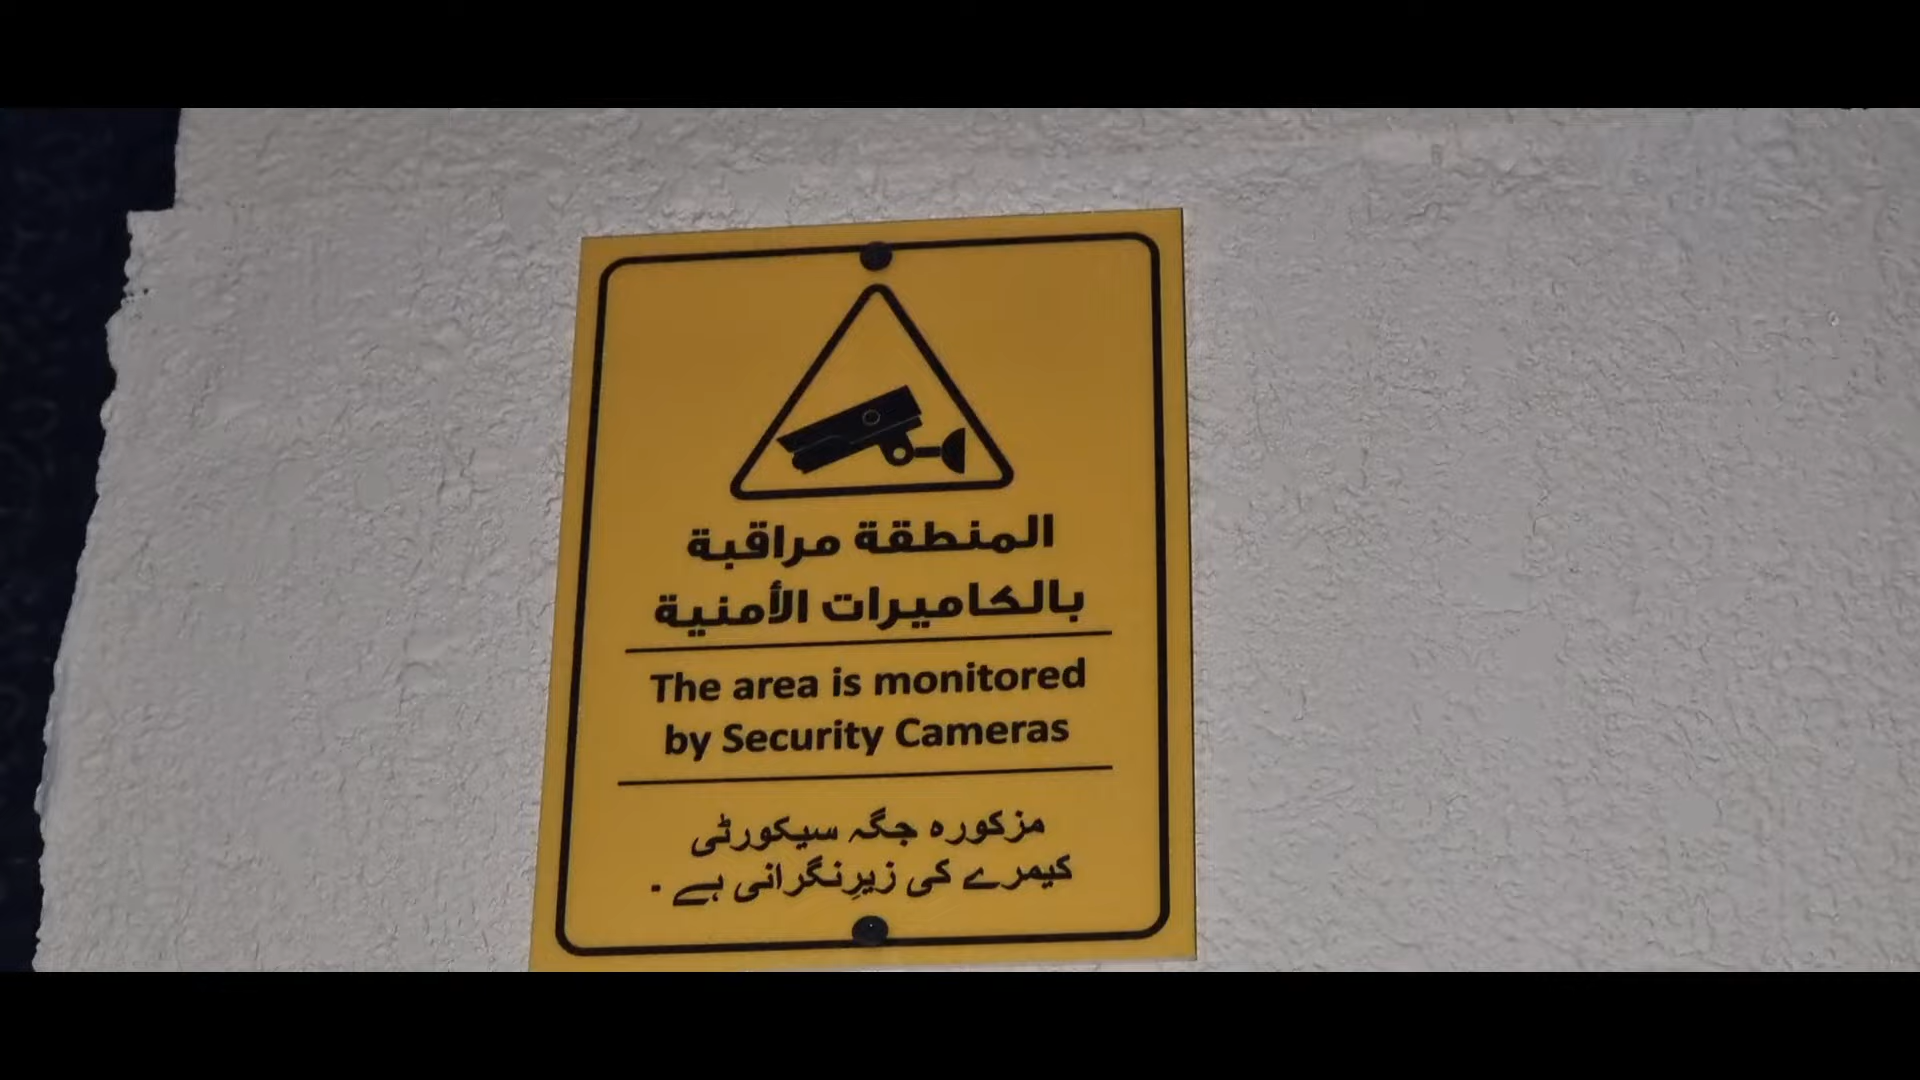 المنطقة مراقبة
بالكاميرات الأمنية
The area is monitored
by Security Cameras
مزکورہ جگہ سیکورٹی
کیمرے کی زیرِنگرانی ہے ۔